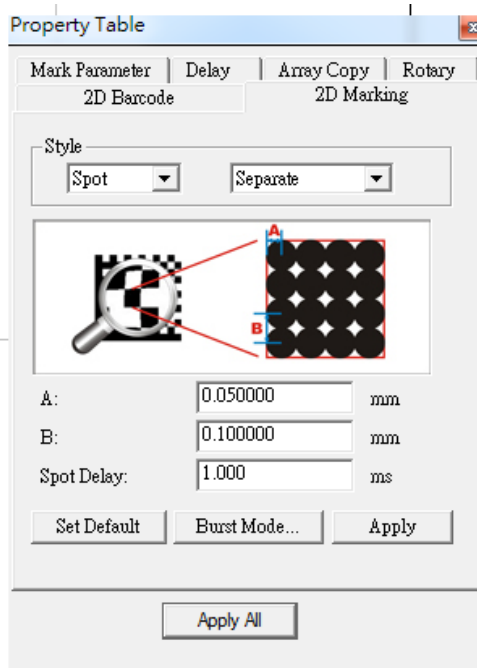 Property Table
Mark Parameter Delay Array Copy Rotary
2D Barcode 2D Marking
Style
Spot Separate
A
B
A: 0.050000 mm
B: 0.100000 mm
Spot Delay: 1.000 ms
Set Default Burst Mode... Apply
Apply All